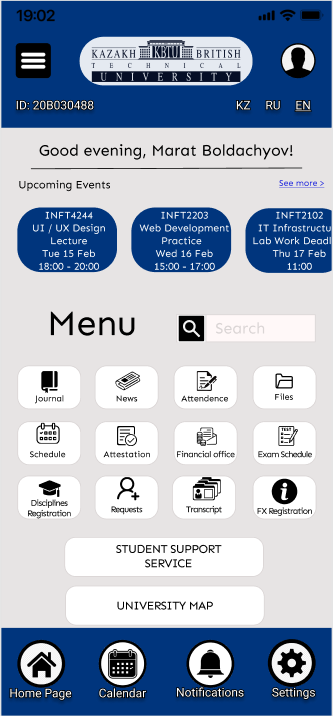 19:02
KAZAKH KBTU BRITISH
TECHNICAL
UNIVERSITY
ID: 20B030488
KZ RU EN
Good evening, Marat Boldachyov!
Upcoming Events
See more >
INFT4244
UI / UX Design
Lecture
Tue 15 Feb
18:00 - 20:00
INFT2203
Web Development
Practice
Wed 16 Feb
15:00 - 17:00
INFT2102
IT Infrastructu
Lab Work Deadl
Thu 17 Feb
11:00
Menu
Search
Journal
News
Attendence
Files
Schedule
Attestation
Financial office
TEST
Exam Schedule
Disciplines
Registration
Requests
Transcript
FX Registration
STUDENT SUPPORT
SERVICE
UNIVERSITY MAP
Home Page
Calendar
Notifications
Settings